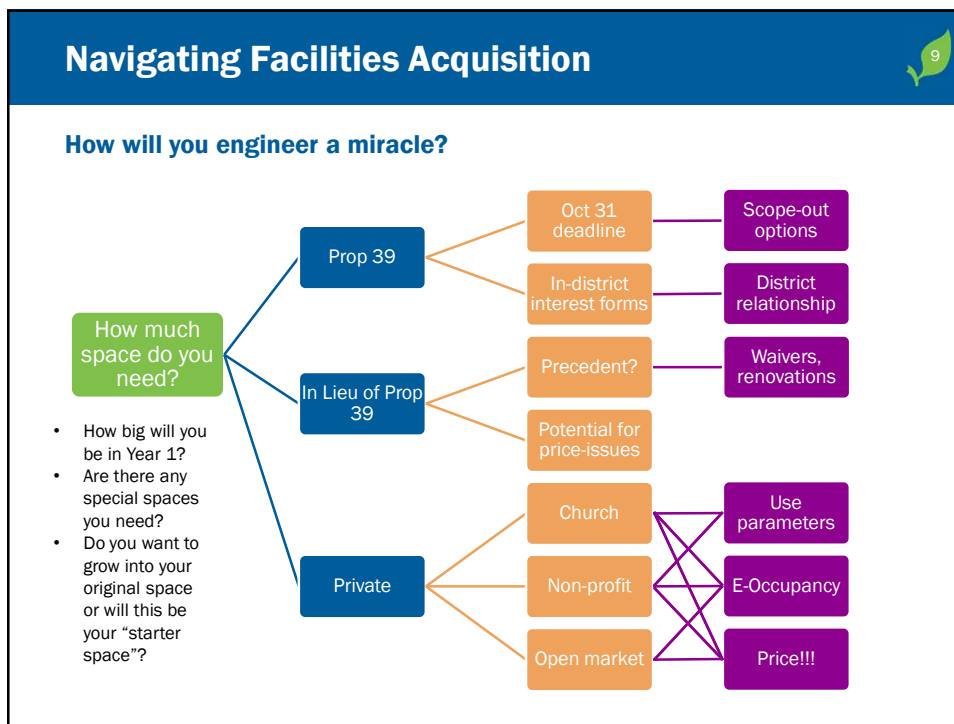 Navigating Facilities Acquisition
9
How will you engineer a miracle?
How much
space do you
need?
• How big will you
be in Year 1?
• Are there any
special spaces
you need?
• Do you want to
grow into your
original space
or will this be
your “starter
space”?
Prop 39
In Lieu of Prop
39
Private
Oct 31
deadline
In-district
interest forms
Precedent?
Potential for
price-issues
Church
Non-profit
Open market
Scope-out
options
District
relationship
Waivers,
renovations
Use
parameters
E-Occupancy
Price!!!